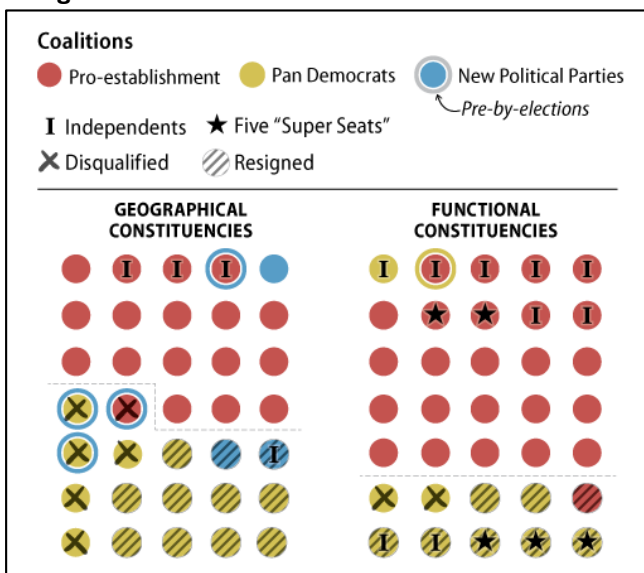 Coalitions
Pro-establishment Pan Democrats New Political Parties
Pre-by-elections
I Independents ★ Five “Super Seats”
Disqualified Resigned
GEOGRAPHICAL CONSTITUENCIES
FUNCTIONAL CONSTITUENCIES
I I I
I I I I I
I I
I
I I